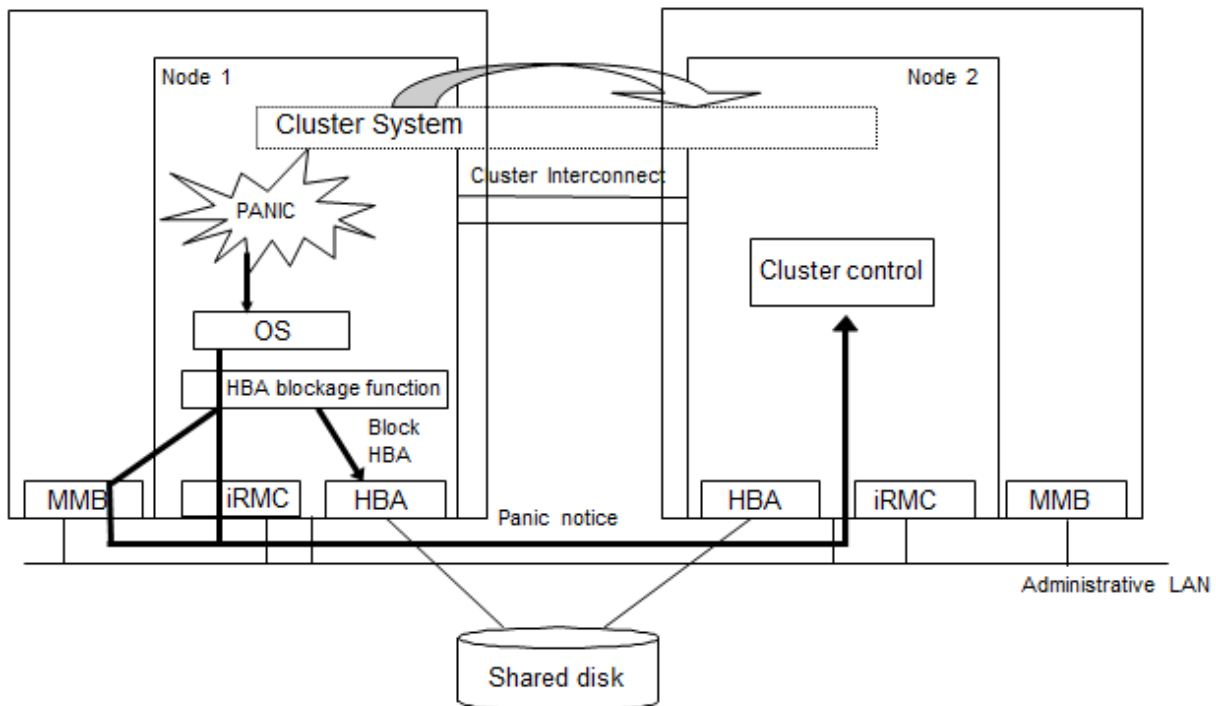 Node 1
Node 2
Cluster System
Cluster Interconnect
PANIC
Cluster control
OS
HBA blockage function
Block
HBA
MMB
iRMC
HBA
HBA
iRMC
MMB
Panic notice
Administrative LAN
Shared disk